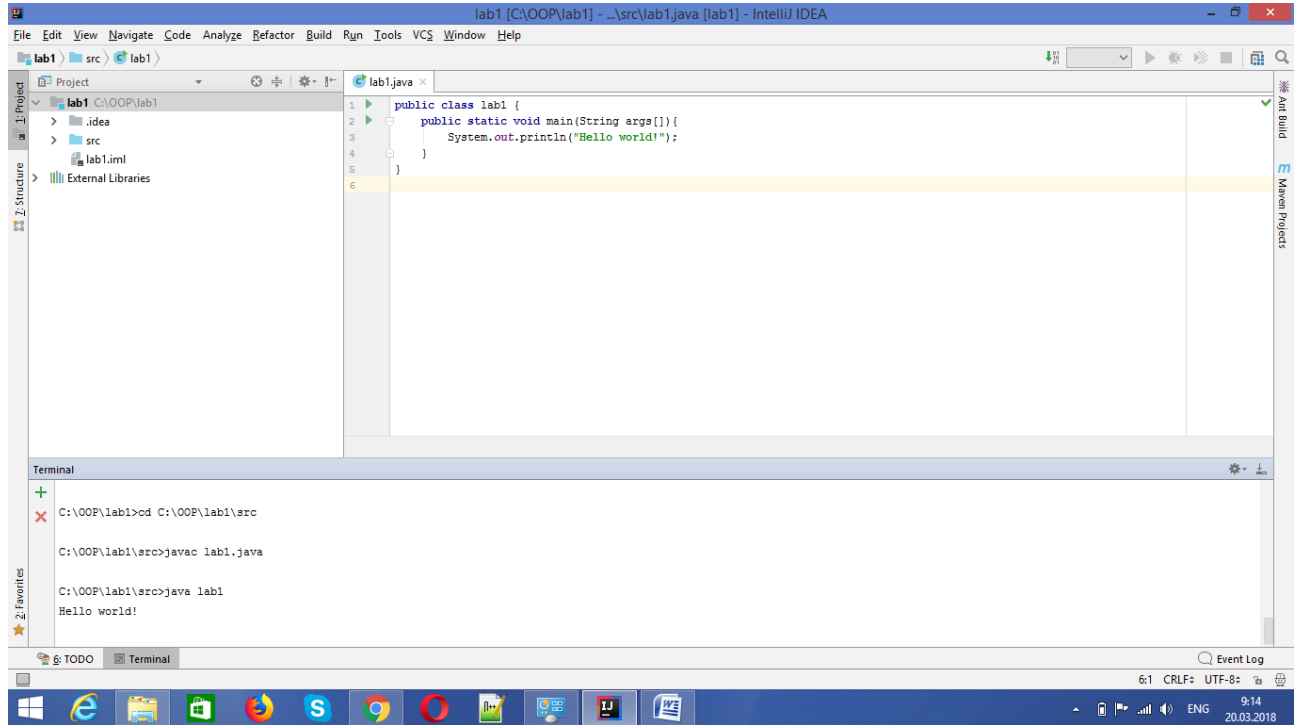 lab1 [C:\OOP\lab1] - ...\src\lab1.java [lab1] - IntelliJ IDEA
File Edit View Navigate Code Analyze Refactor Build Run Tools VCS Window Help
lab1 src lab1
Project
lab1.java
1: Project
lab1 C:\OOP\lab1
.idea
src
lab1.iml
External Libraries
7: Structure
1 public class lab1 {
2 public static void main(String args[]){
3 System.out.println("Hello world!");
4 }
5 }
6
Ant Build
Maven Projects
Terminal
C:\OOP\lab1>cd C:\OOP\lab1\src
C:\OOP\lab1\src>javac lab1.java
C:\OOP\lab1\src>java lab1
Hello world!
2: Favorites
6: TODO Terminal Event Log
6:1 CRLF UTF-8
ENG 9:14
20.03.2018